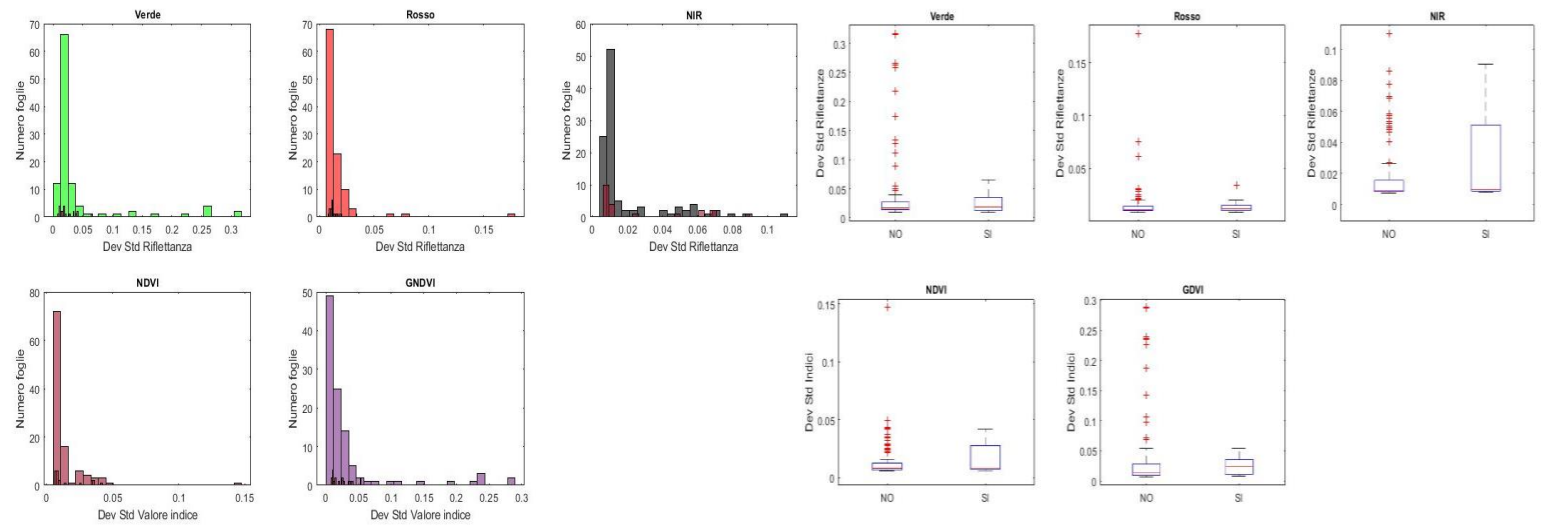 Verde
Numero foglie
70
60
50
40
30
20
10
0
0 0.05 0.1 0.15 0.2 0.25 0.3
Dev Std Riflettanza
Rosso
Numero foglie
70
60
50
40
30
20
10
0
0 0.05 0.1 0.15
Dev Std Riflettanza
NIR
Numero foglie
60
50
40
30
20
10
0
0 0.02 0.04 0.06 0.08 0.1
Dev Std Riflettanza
Verde
Dev Std Riflettanze
0.3
0.25
0.2
0.15
0.1
0.05
0
NO SI
Rosso
Dev Std Riflettanze
0.15
0.1
0.05
NO SI
NIR
Dev Std Riflettanze
0.1
0.08
0.06
0.04
0.02
0
NO SI
NDVI
Numero foglie
80
60
40
20
0
0 0.05 0.1 0.15
Dev Std Valore indice
GNDVI
Numero foglie
50
40
30
20
10
0
0 0.05 0.1 0.15 0.2 0.25 0.3
Dev Std Valore indice
NDVI
Dev Std Indici
0.15
0.1
0.05
0
NO SI
GDVI
Dev Std Indici
0.3
0.25
0.2
0.15
0.1
0.05
0
NO SI